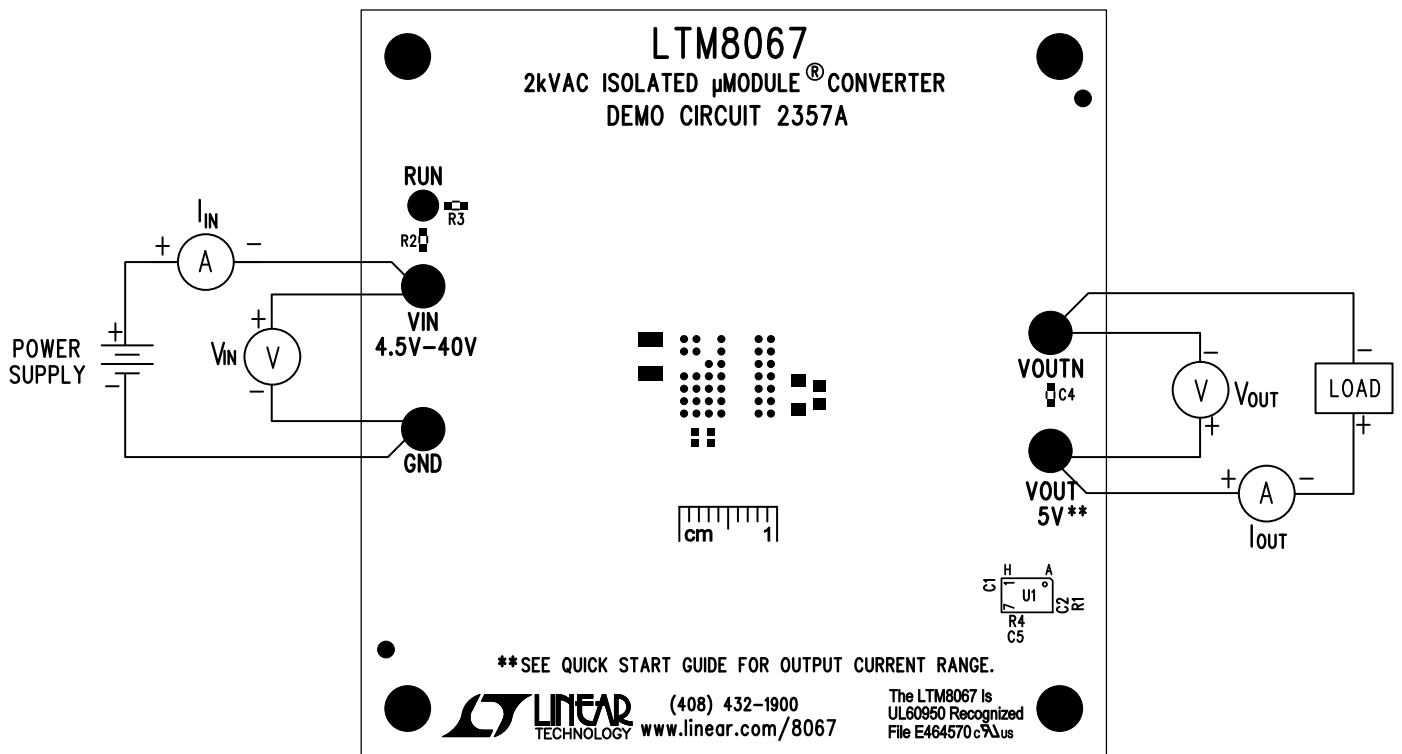 LTM8067
2kVAC ISOLATED µMODULE® CONVERTER
DEMO CIRCUIT 2357A
RUN
R3
R2
IIN
+ A -
VIN
4.5V-40V
+
VIN V
-
POWER
SUPPLY
+
-
GND
VOUTN
C4
-
V VOUT
+
-
LOAD
+
VOUT
5V**
+ A -
IOUT
cm 1
H A
C1
1
U1
7
C2
R1
R4
C5
**SEE QUICK START GUIDE FOR OUTPUT CURRENT RANGE.
LINEAR
TECHNOLOGY
(408) 432-1900
www.linear.com/8067
The LTM8067 Is
UL60950 Recognized
File E464570 c us